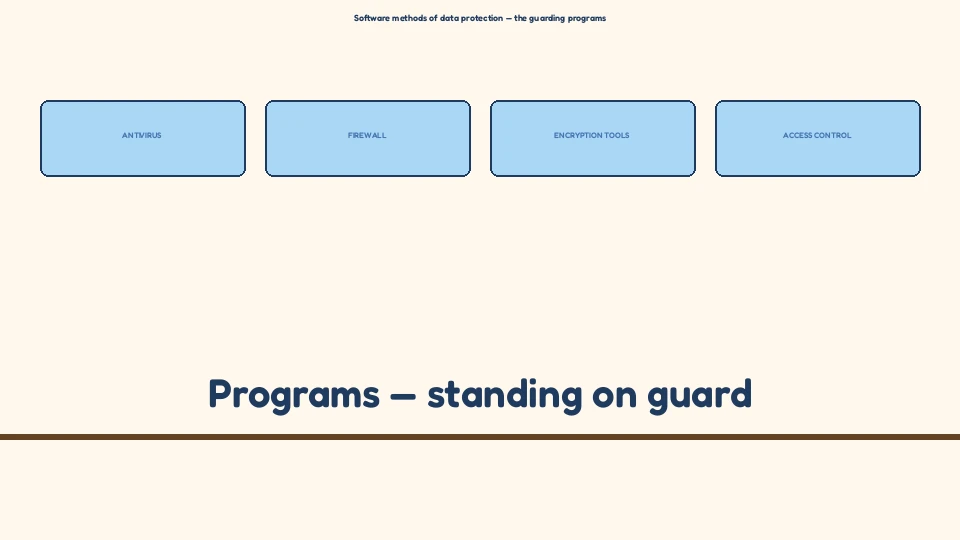 Software methods of data protection — the guarding programs
ANTIVIRUS
FIREWALL
ENCRYPTION TOOLS
ACCESS CONTROL
Programs — standing on guard